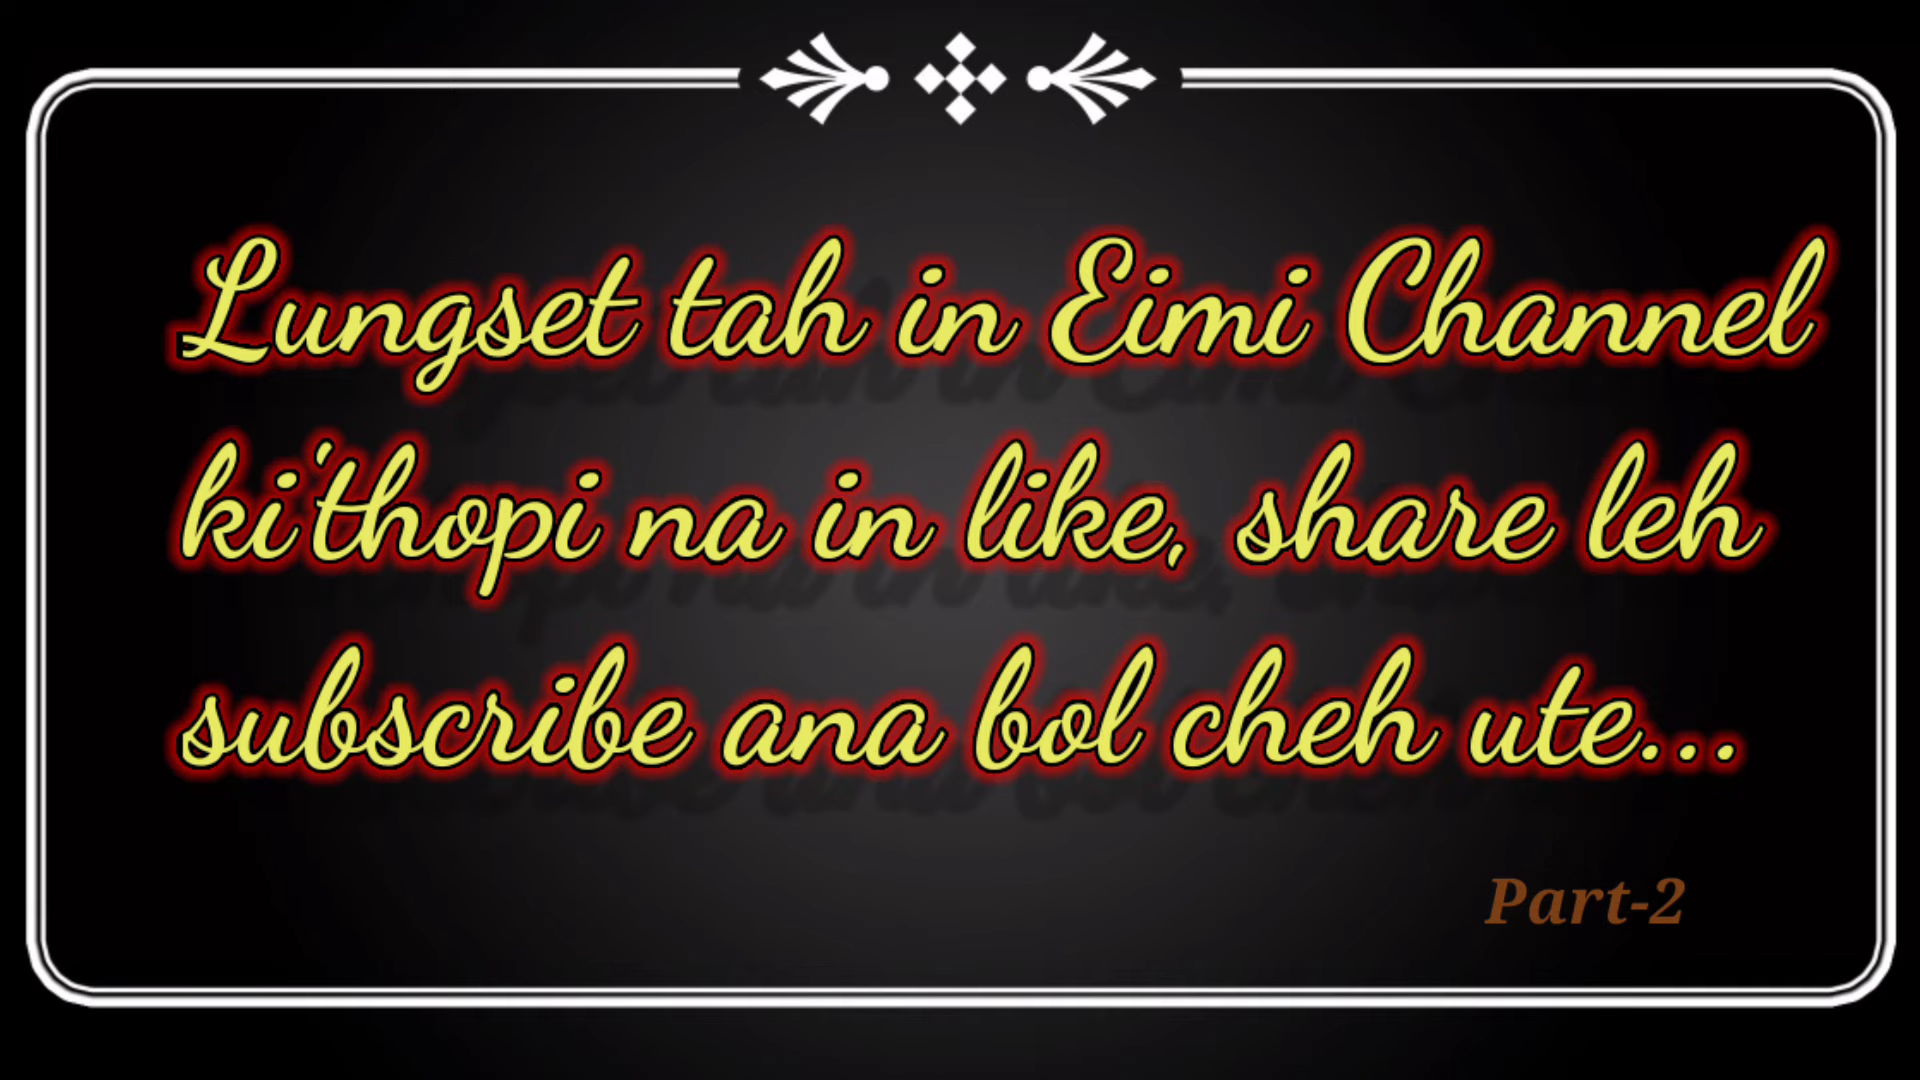 Lungset tah in Eimi Channel
ki'thopi na in like, share leh
subscribe ana bol cheh ute...
Part-2